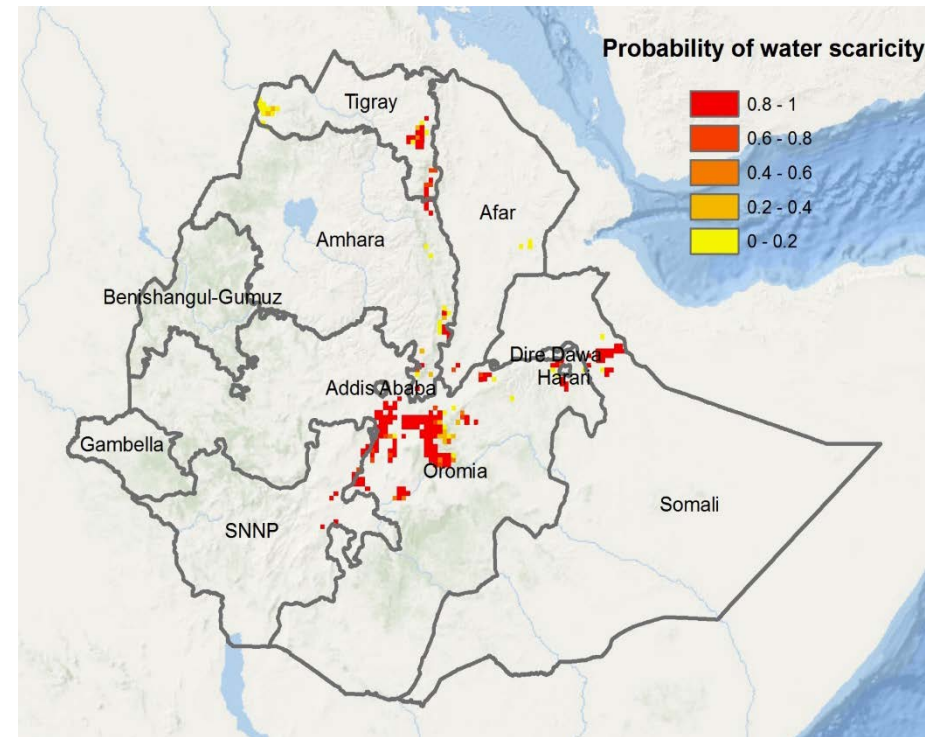 Probability of water scaricity
0.8 - 1
0.6 - 0.8
0.4 - 0.6
0.2 - 0.4
0 - 0.2
Tigray
Afar
Amhara
Benishangul-Gumuz
Dire Dawa
Harari
Addis Ababa
Gambella
Oromia
Somali
SNNP